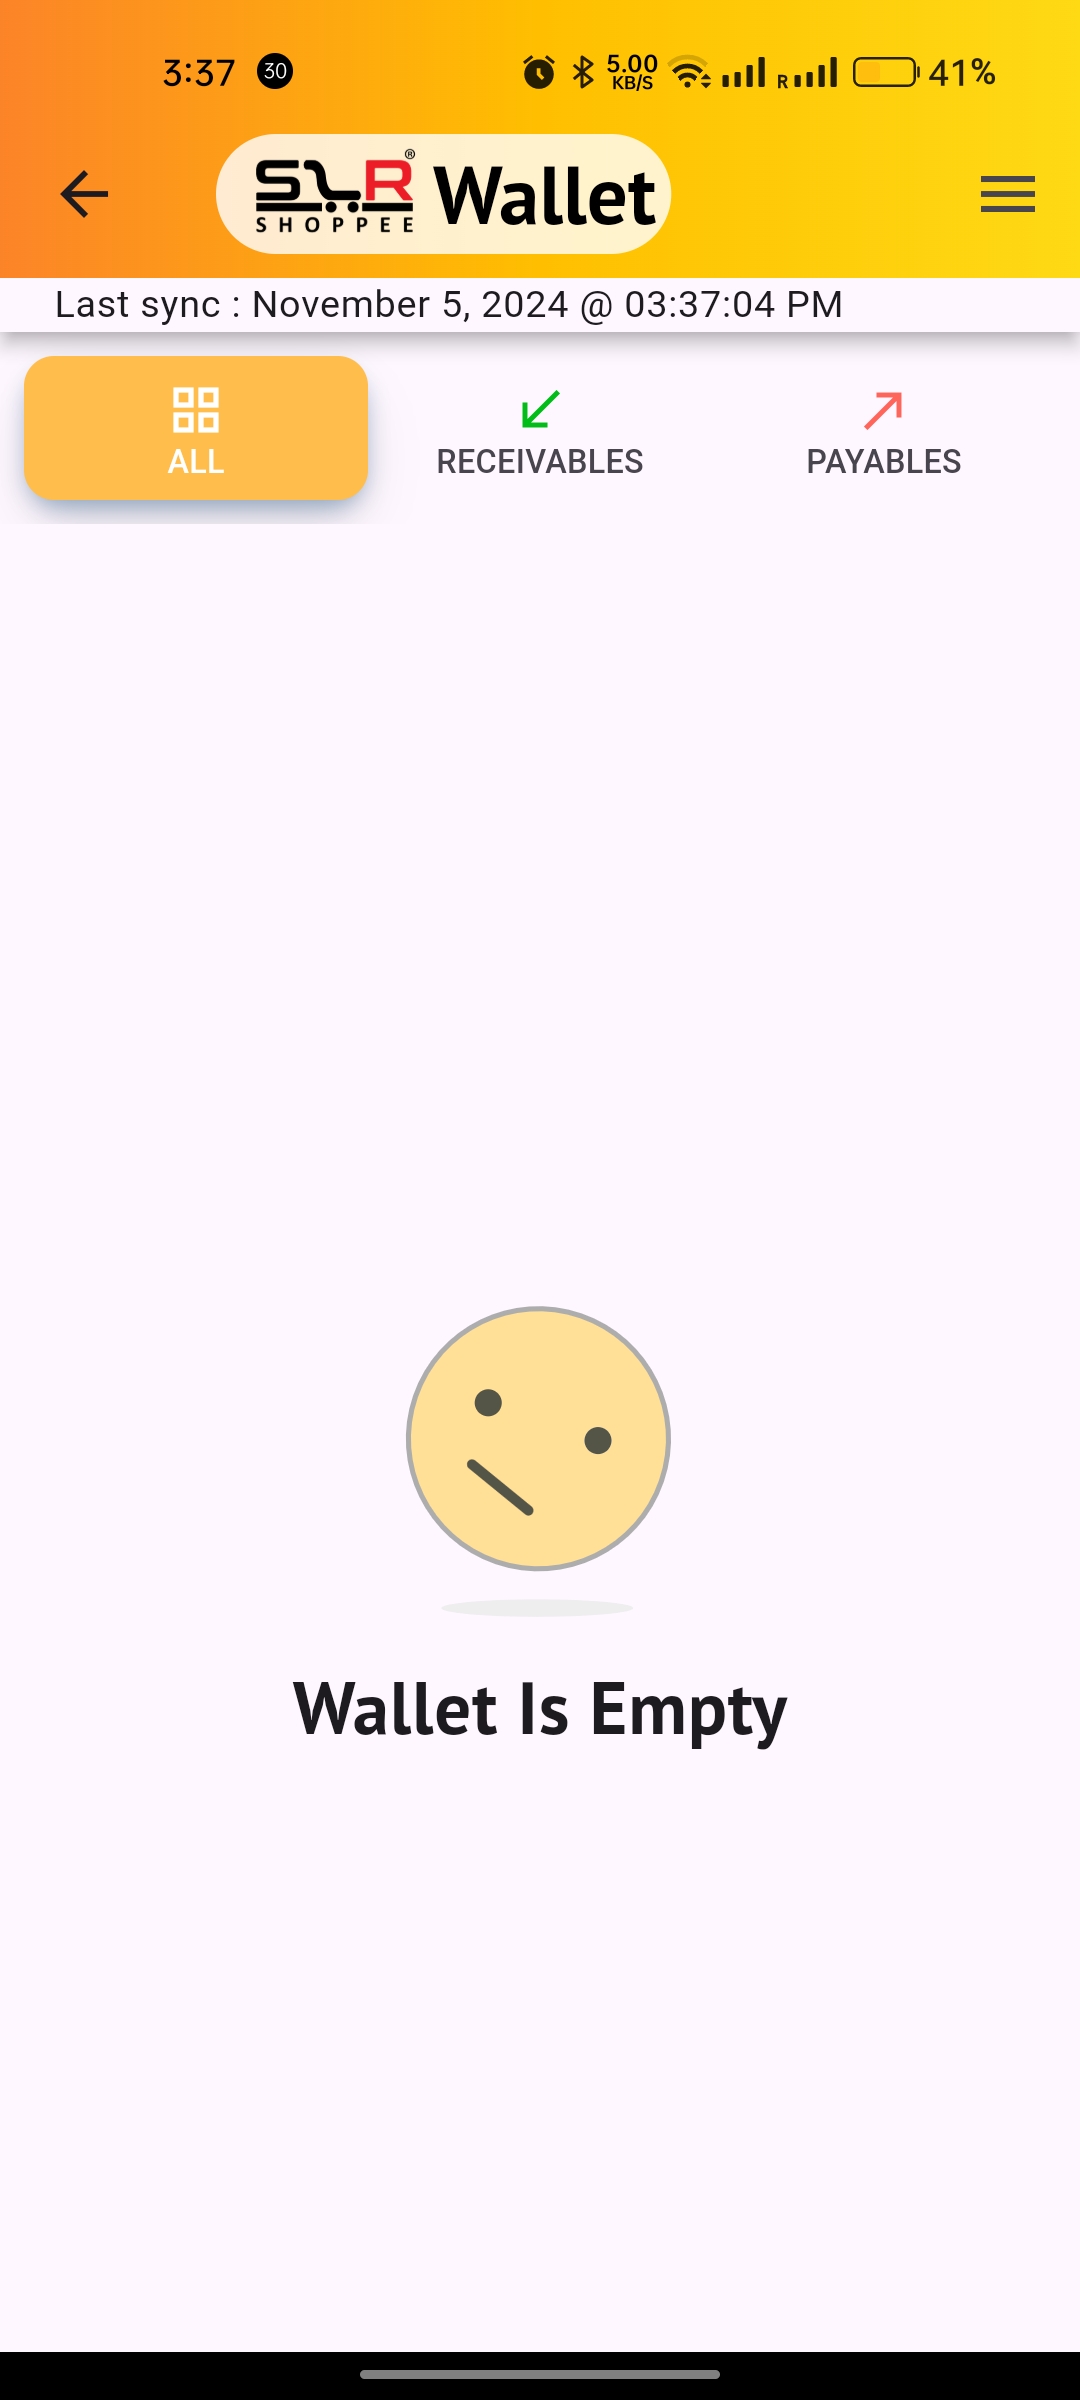 3:37 30 5.00 KB/S R 41%
SLR® SHOPPEE Wallet
Last sync : November 5, 2024 @ 03:37:04 PM
ALL RECEIVABLES PAYABLES
Wallet Is Empty